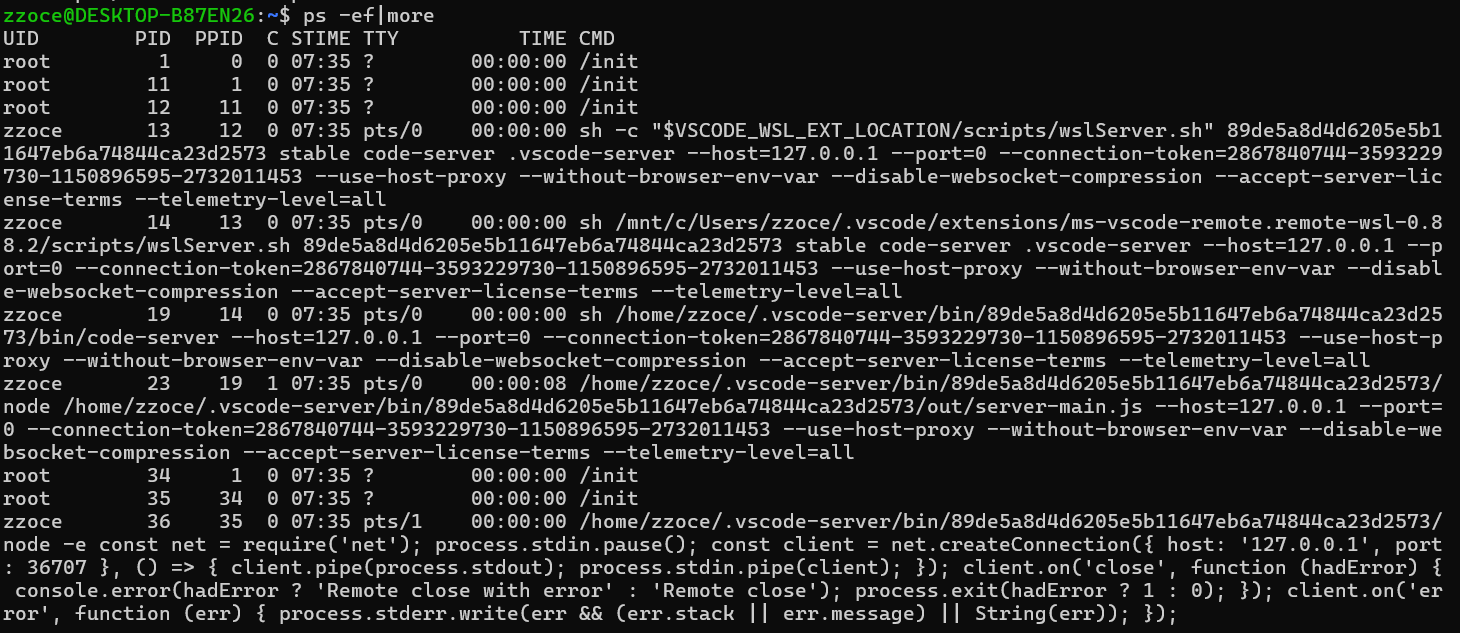 zzoce@DESKTOP-B87EN26:~$ ps -ef|more
UID        PID  PPID  C STIME TTY          TIME CMD
root         1     0  0 07:35 ?        00:00:00 /init
root        11     1  0 07:35 ?        00:00:00 /init
root        12    11  0 07:35 ?        00:00:00 /init
zzoce       13    12  0 07:35 pts/0    00:00:00 sh -c "$VSCODE_WSL_EXT_LOCATION/scripts/wslServer.sh" 89de5a8d4d6205e5b1
1647eb6a74844ca23d2573 stable code-server .vscode-server --host=127.0.0.1 --port=0 --connection-token=2867840744-3593229
730-1150896595-2732011453 --use-host-proxy --without-browser-env-var --disable-websocket-compression --accept-server-lic
ense-terms --telemetry-level=all
zzoce       14    13  0 07:35 pts/0    00:00:00 sh /mnt/c/Users/zzoce/.vscode/extensions/ms-vscode-remote.remote-wsl-0.8
8.2/scripts/wslServer.sh 89de5a8d4d6205e5b11647eb6a74844ca23d2573 stable code-server .vscode-server --host=127.0.0.1 --p
ort=0 --connection-token=2867840744-3593229730-1150896595-2732011453 --use-host-proxy --without-browser-env-var --disabl
e-websocket-compression --accept-server-license-terms --telemetry-level=all
zzoce       19    14  0 07:35 pts/0    00:00:00 sh /home/zzoce/.vscode-server/bin/89de5a8d4d6205e5b11647eb6a74844ca23d25
73/bin/code-server --host=127.0.0.1 --port=0 --connection-token=2867840744-3593229730-1150896595-2732011453 --use-host-p
roxy --without-browser-env-var --disable-websocket-compression --accept-server-license-terms --telemetry-level=all
zzoce       23    19  1 07:35 pts/0    00:00:08 /home/zzoce/.vscode-server/bin/89de5a8d4d6205e5b11647eb6a74844ca23d2573/
node /home/zzoce/.vscode-server/bin/89de5a8d4d6205e5b11647eb6a74844ca23d2573/out/server-main.js --host=127.0.0.1 --port=
0 --connection-token=2867840744-3593229730-1150896595-2732011453 --use-host-proxy --without-browser-env-var --disable-we
bsocket-compression --accept-server-license-terms --telemetry-level=all
root        34     1  0 07:35 ?        00:00:00 /init
root        35    34  0 07:35 ?        00:00:00 /init
zzoce       36    35  0 07:35 pts/1    00:00:00 /home/zzoce/.vscode-server/bin/89de5a8d4d6205e5b11647eb6a74844ca23d2573/
node -e const net = require('net'); process.stdin.pause(); const client = net.createConnection({ host: '127.0.0.1', port
: 36707 }, () => { client.pipe(process.stdout); process.stdin.pipe(client); }); client.on('close', function (hadError) {
 console.error(hadError ? 'Remote close with error' : 'Remote close'); process.exit(hadError ? 1 : 0); }); client.on('er
ror', function (err) { process.stderr.write(err && (err.stack || err.message) || String(err)); });